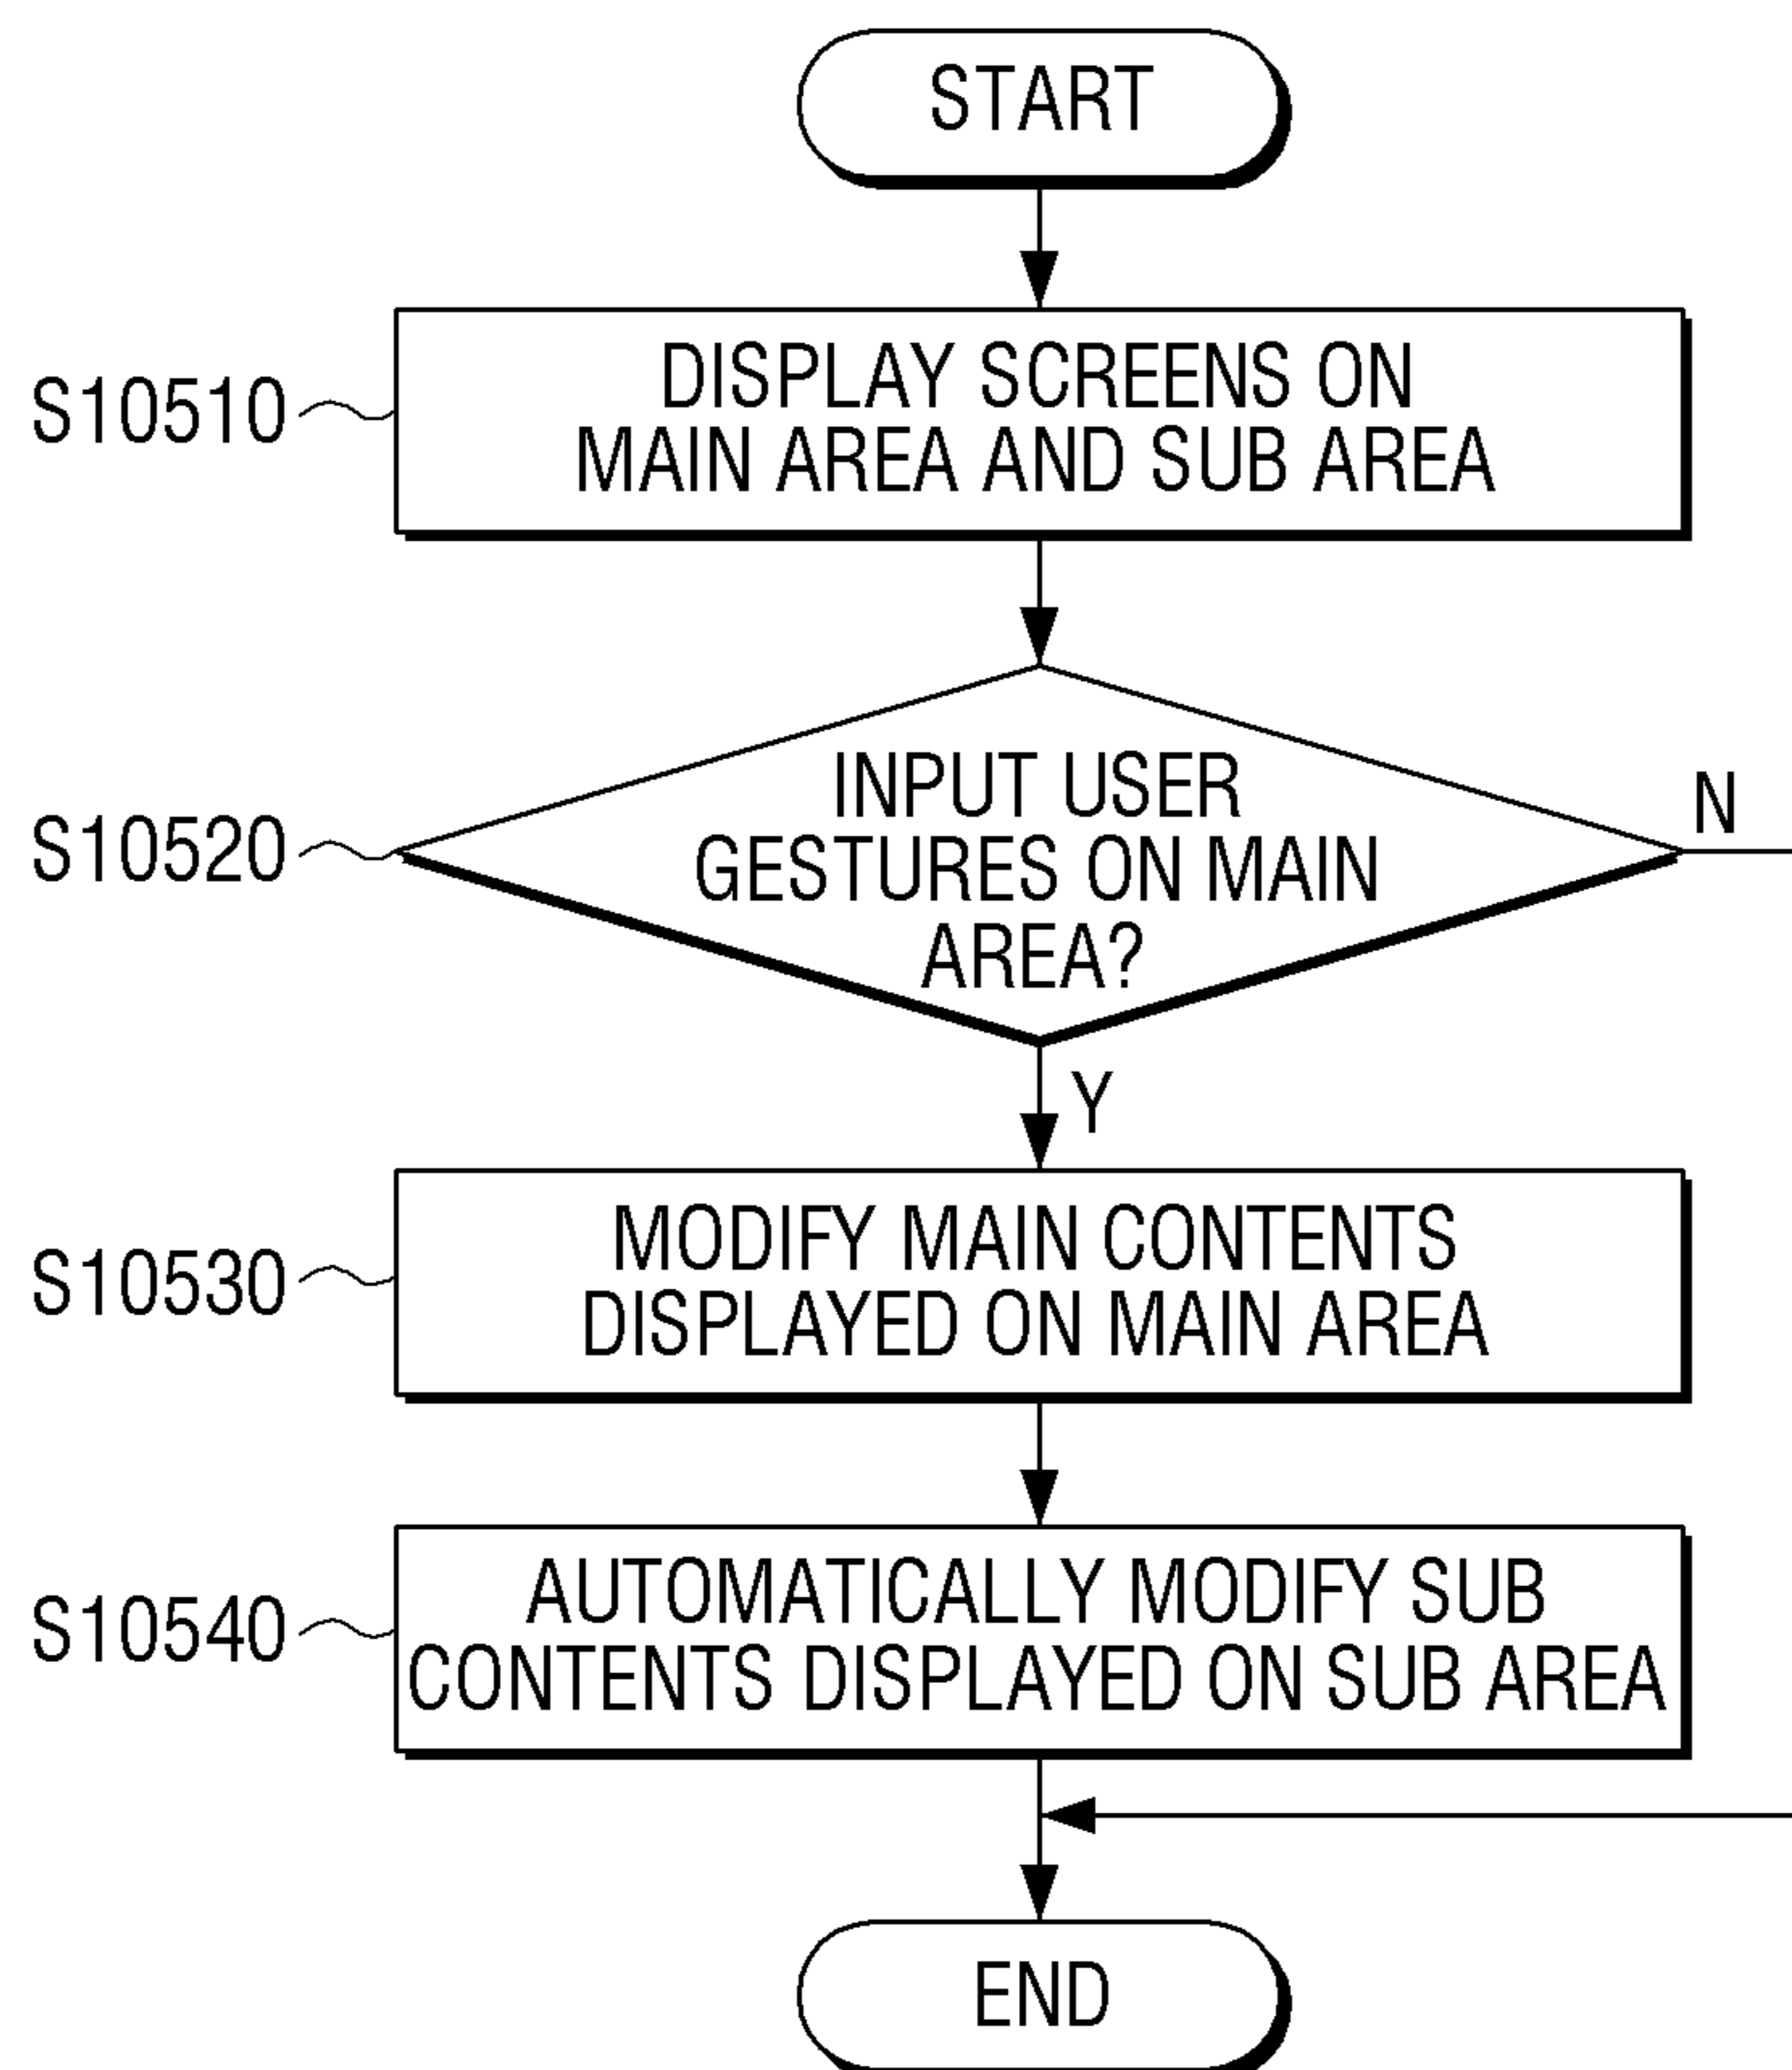 START
S10510
DISPLAY SCREENS ON
MAIN AREA AND SUB AREA
S10520
INPUT USER
GESTURES ON MAIN
AREA?
N
Y
S10530
MODIFY MAIN CONTENTS
DISPLAYED ON MAIN AREA
S10540
AUTOMATICALLY MODIFY SUB
CONTENTS DISPLAYED ON SUB AREA
END